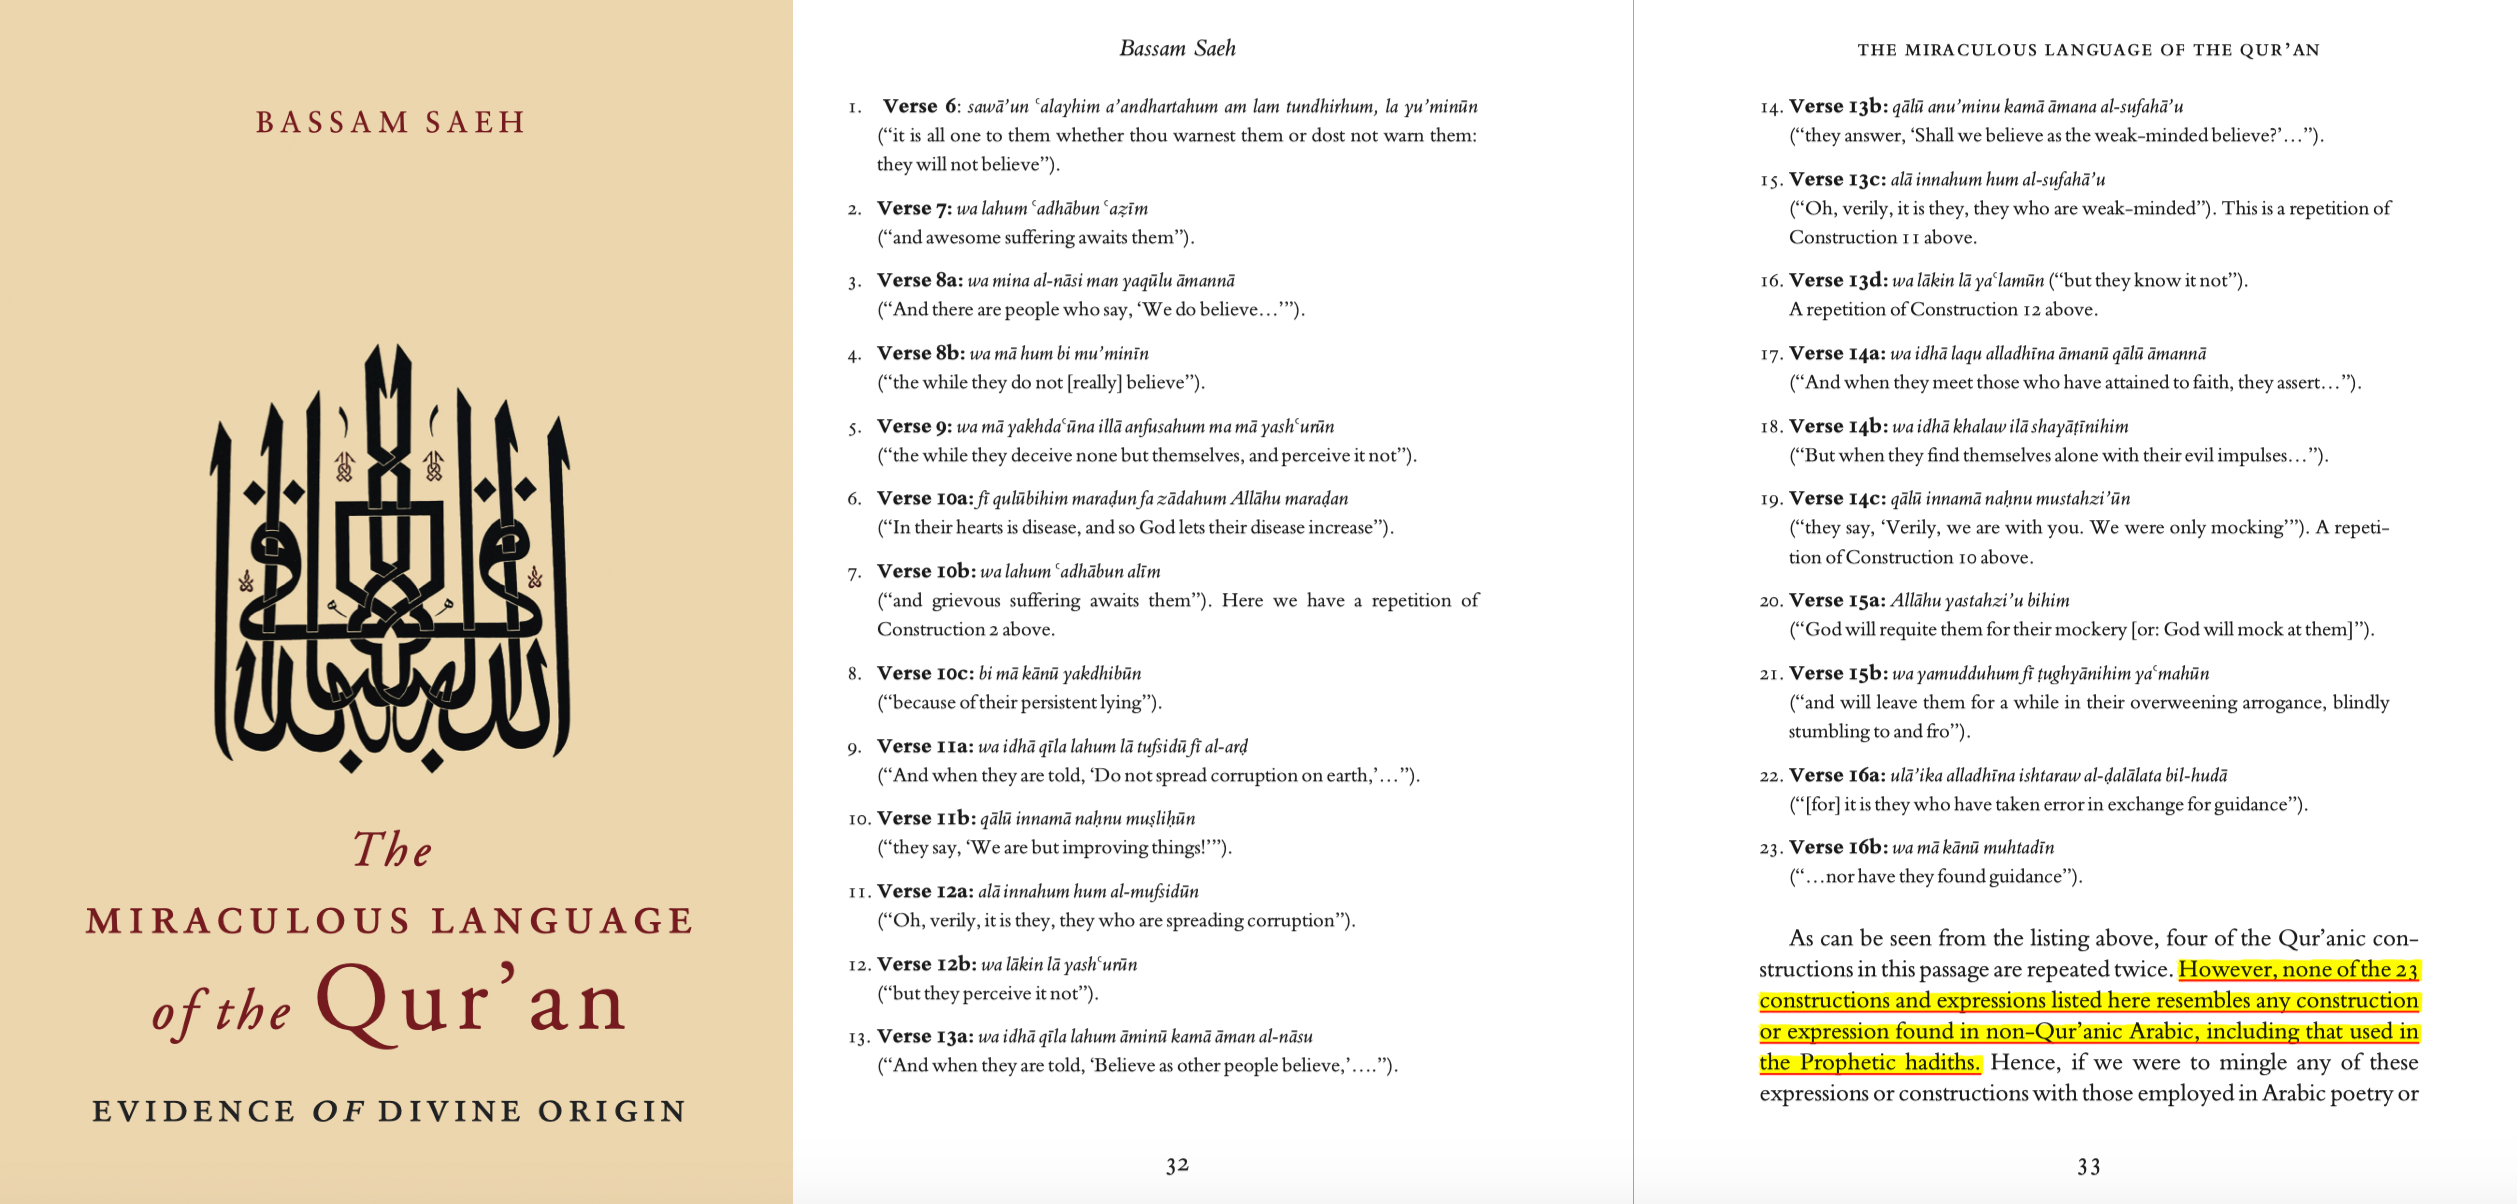 BASSAM SAEH
The
MIRACULOUS LANGUAGE
of the Qur’an
EVIDENCE OF DIVINE ORIGIN
Bassam Saeh
1. Verse 6: sawā’un ʿalayhim a’andhartahum am lam tundhirhum, la yu’minūn
(“it is all one to them whether thou warnest them or dost not warn them:
they will not believe”).
2. Verse 7: wa lahum ʿadhābun ʿaẓīm
(“and awesome suffering awaits them”).
3. Verse 8a: wa mina al-nāsi man yaqūlu āmannā
(“And there are people who say, ‘We do believe…’”).
4. Verse 8b: wa mā hum bi mu’minīn
(“the while they do not [really] believe”).
5. Verse 9: wa mā yakhdaʿūna illā anfusahum ma mā yashʿurūn
(“the while they deceive none but themselves, and perceive it not”).
6. Verse 10a: fī qulūbihim maraḍun fa zādahum Allāhu maraḍan
(“In their hearts is disease, and so God lets their disease increase”).
7. Verse 10b: wa lahum ʿadhābun alīm
(“and grievous suffering awaits them”). Here we have a repetition of
Construction 2 above.
8. Verse 10c: bi mā kānū yakdhibūn
(“because of their persistent lying”).
9. Verse 11a: wa idhā qīla lahum lā tufsidū fī al-arḍ
(“And when they are told, ‘Do not spread corruption on earth,’…”).
10. Verse 11b: qālū innamā naḥnu muṣliḥūn
(“they say, ‘We are but improving things!’”).
11. Verse 12a: alā innahum hum al-mufsidūn
(“Oh, verily, it is they, they who are spreading corruption”).
12. Verse 12b: wa lākin lā yashʿurūn
(“but they perceive it not”).
13. Verse 13a: wa idhā qīla lahum āminū kamā āman al-nāsu
(“And when they are told, ‘Believe as other people believe,’….”).
32
THE MIRACULOUS LANGUAGE OF THE QUR’AN
14. Verse 13b: qālū anu’minu kamā āmana al-sufahā’u
(“they answer, ‘Shall we believe as the weak-minded believe?’…”).
15. Verse 13c: alā innahum hum al-sufahā’u
(“Oh, verily, it is they, they who are weak-minded”). This is a repetition of
Construction 11 above.
16. Verse 13d: wa lākin lā yaʿlamūn (“but they know it not”).
A repetition of Construction 12 above.
17. Verse 14a: wa idhā laqu alladhīna āmanū qālū āmannā
(“And when they meet those who have attained to faith, they assert…”).
18. Verse 14b: wa idhā khalaw ilā shayāṭīnihim
(“But when they find themselves alone with their evil impulses…”).
19. Verse 14c: qālū innamā naḥnu mustahzi’ūn
(“they say, ‘Verily, we are with you. We were only mocking’”). A repeti-
tion of Construction 10 above.
20. Verse 15a: Allāhu yastahzi’u bihim
(“God will requite them for their mockery [or: God will mock at them]”).
21. Verse 15b: wa yamudduhum fī ṭughyānihim yaʿmahūn
(“and will leave them for a while in their overweening arrogance, blindly
stumbling to and fro”).
22. Verse 16a: ulā’ika alladhīna ishtaraw al-ḍalālata bil-hudā
(“[for] it is they who have taken error in exchange for guidance”).
23. Verse 16b: wa mā kānū muhtadīn
(“…nor have they found guidance”).
As can be seen from the listing above, four of the Qur’anic con-
structions in this passage are repeated twice. However, none of the 23
constructions and expressions listed here resembles any construction
or expression found in non-Qur’anic Arabic, including that used in
the Prophetic hadiths. Hence, if we were to mingle any of these
expressions or constructions with those employed in Arabic poetry or
33